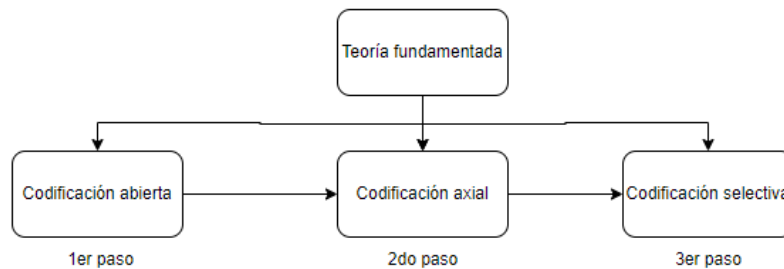 Teoría fundamentada
Codificación abierta
Codificación axial
Codificación selectiva
1er paso
2do paso
3er paso